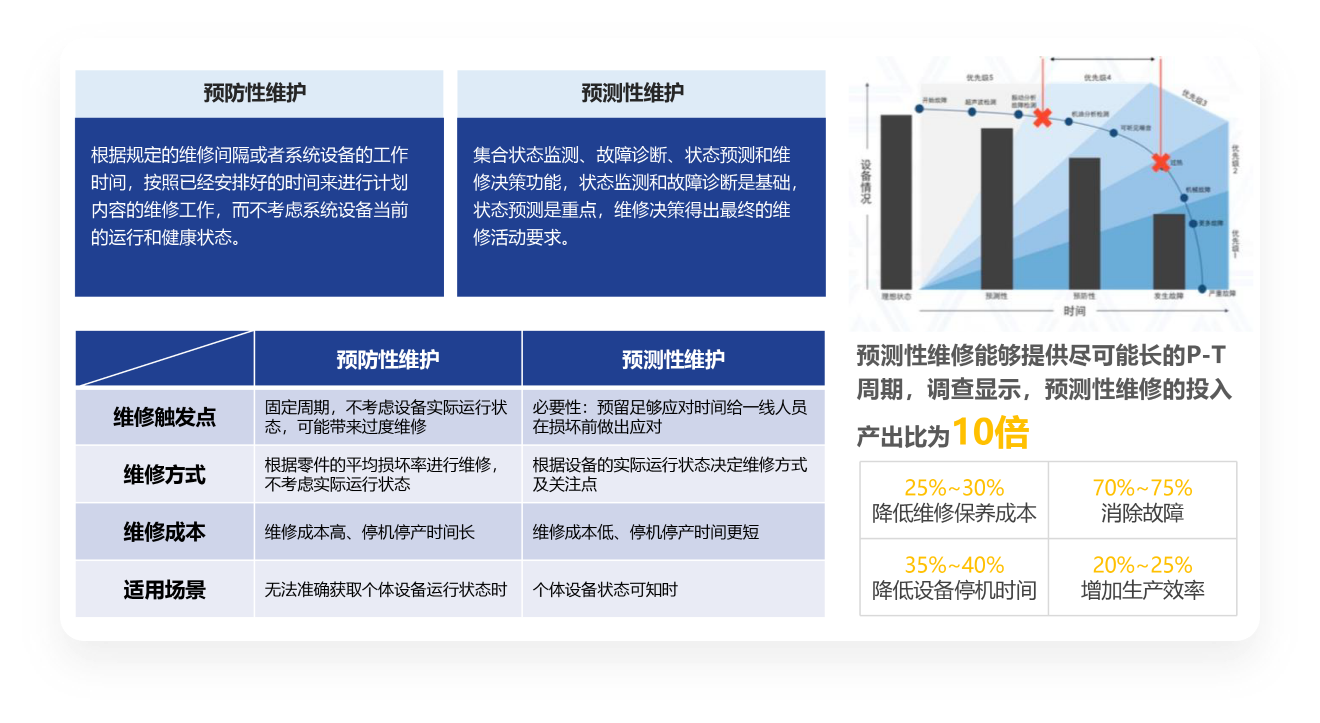 预防性维护
根据规定的维修间隔或者系统设备的工作
时间，按照已经安排好的时间来进行计划
内容的维修工作，而不考虑系统设备当前
的运行和健康状态。
预测性维护
集合状态监测、故障诊断、状态预测和维
修决策功能，状态监测和故障诊断是基础，
状态预测是重点，维修决策得出最终的维
修活动要求。
预防性维护
预测性维护
维修触发点
固定周期，不考虑设备实际运行状
态，可能带来过度维修
必要性：预留足够应对时间给一线人员
在损坏前做出应对
维修方式
根据零件的平均损坏率进行维修，
不考虑实际运行状态
根据设备的实际运行状态决定维修方式
及关注点
维修成本
维修成本高、停机停产时间长
维修成本低、停机停产时间更短
适用场景
无法准确获取个体设备运行状态时
个体设备状态可知时
优先级5
优先级4
优先级3
优先级2
优先级1
开始故障
超声波检测
振动分析
故障检测
机油分析检测
可听见噪音
过热
机械故障
更多故障
严重故障
设备情况
理想状态
预测性
预防性
发生故障
时间
预测性维修能够提供尽可能长的P-T
周期，调查显示，预测性维修的投入
产出比为10倍
25%~30%
降低维修保养成本
70%~75%
消除故障
35%~40%
降低设备停机时间
20%~25%
增加生产效率